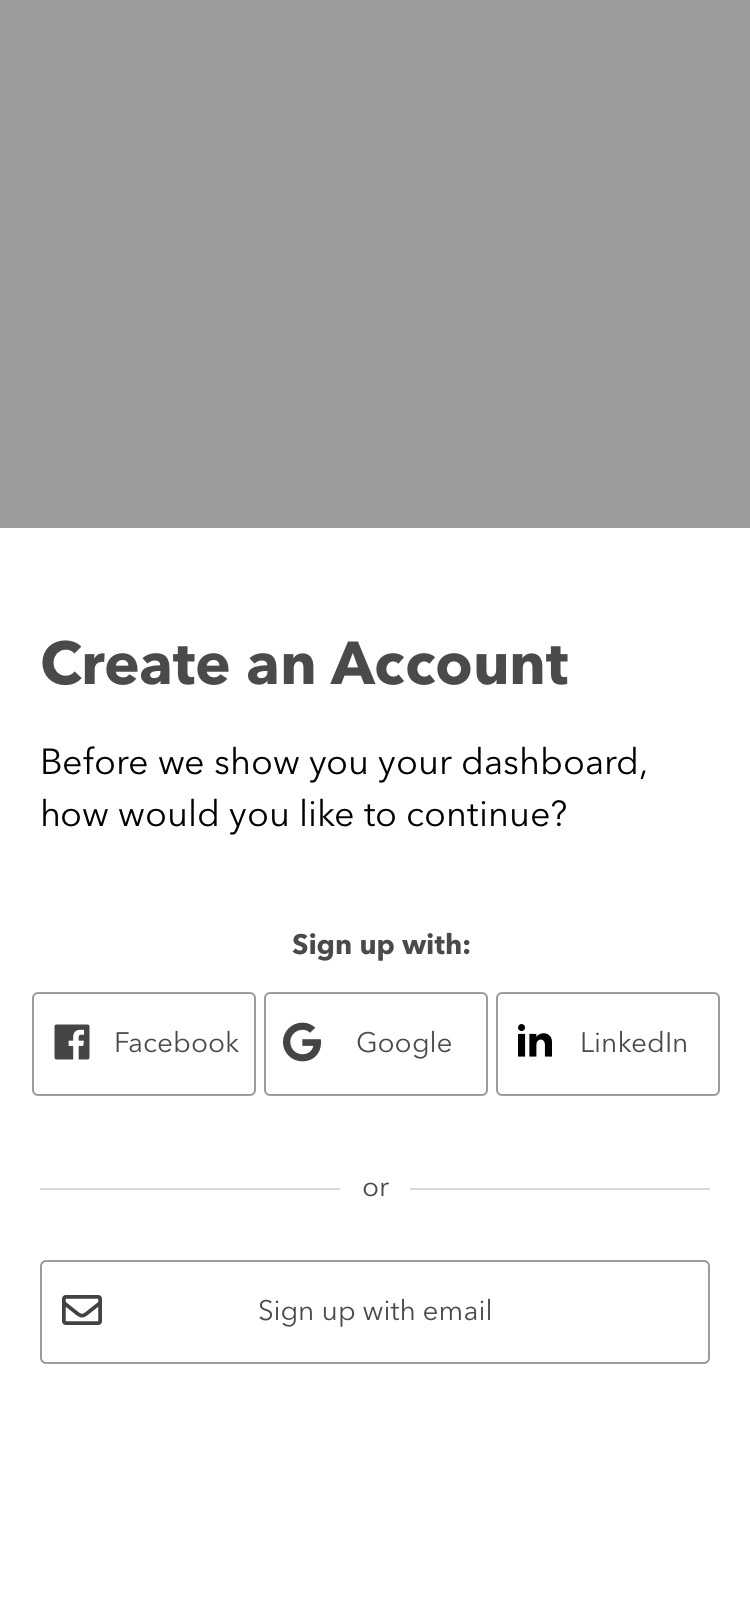 Create an Account
Before we show you your dashboard,
how would you like to continue?
Sign up with:
Facebook
Google
LinkedIn
or
Sign up with email